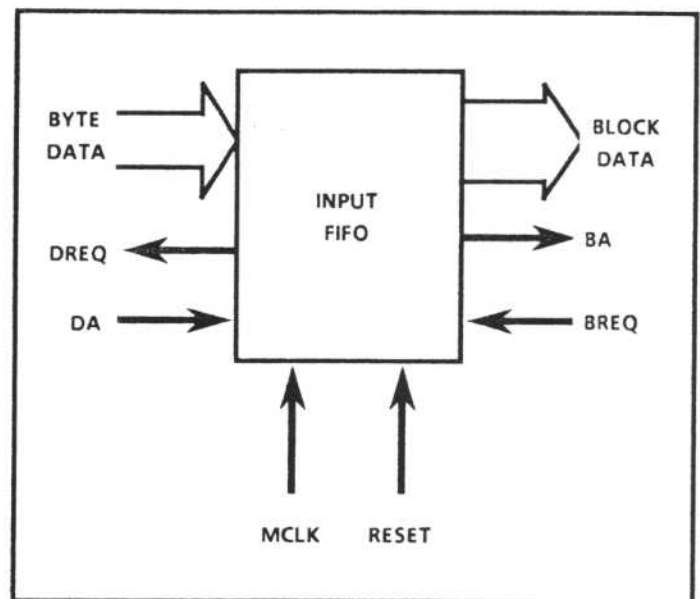 BYTE
DATA
DREQ
DA
INPUT
FIFO
BLOCK
DATA
BA
BREQ
MCLK
RESET